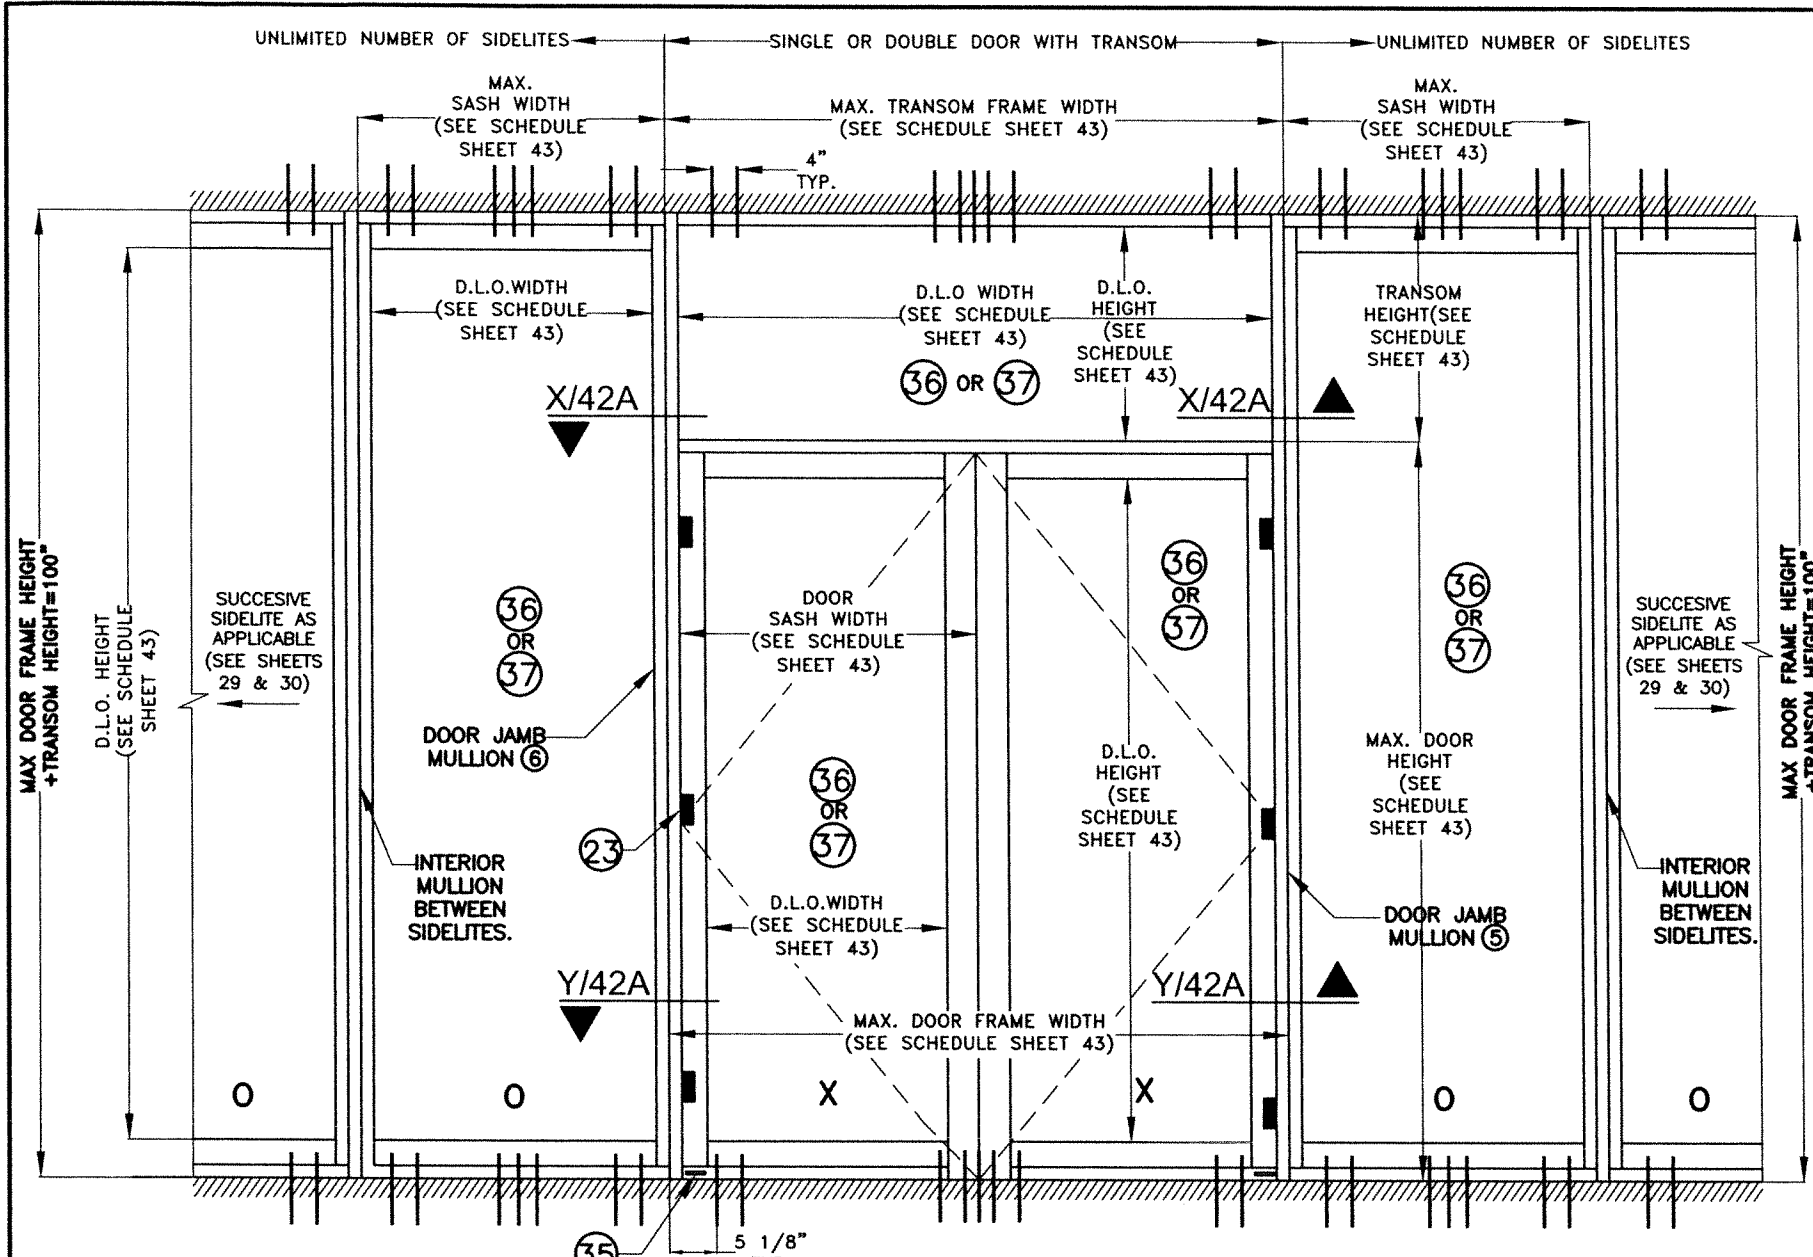 UNLIMITED NUMBER OF SIDELITES
SINGLE OR DOUBLE DOOR WITH TRANSOM
UNLIMITED NUMBER OF SIDELITES
MAX.
SASH WIDTH
(SEE SCHEDULE
SHEET 43)
MAX. TRANSOM FRAME WIDTH
(SEE SCHEDULE SHEET 43)
MAX.
SASH WIDTH
(SEE SCHEDULE
SHEET 43)
4"
TYP.
D.L.O.WIDTH
(SEE SCHEDULE
SHEET 43)
D.L.O WIDTH
(SEE SCHEDULE
SHEET 43)
36 OR 37
D.L.O.
HEIGHT
(SEE
SCHEDULE
SHEET 43)
TRANSOM
HEIGHT(SEE
SCHEDULE
SHEET 43)
X/42A
X/42A
MAX DOOR FRAME HEIGHT
+TRANSOM HEIGHT=100"
D.L.O. HEIGHT
(SEE SCHEDULE
SHEET 43)
SUCCESIVE
SIDELITE AS
APPLICABLE
(SEE SHEETS
29 & 30)
36
OR
37
DOOR
SASH WIDTH
(SEE SCHEDULE
SHEET 43)
36
OR
37
36
OR
37
SUCCESIVE
SIDELITE AS
APPLICABLE
(SEE SHEETS
29 & 30)
MAX DOOR FRAME HEIGHT
+TRANSOM HEIGHT=100"
DOOR JAMB
MULLION 6
36
OR
37
D.L.O.
HEIGHT
(SEE
SCHEDULE
SHEET 43)
MAX. DOOR
HEIGHT
(SEE
SCHEDULE
SHEET 43)
23
INTERIOR
MULLION
BETWEEN
SIDELITES.
D.L.O.WIDTH
(SEE SCHEDULE
SHEET 43)
DOOR JAMB
MULLION 5
INTERIOR
MULLION
BETWEEN
SIDELITES.
Y/42A
Y/42A
MAX. DOOR FRAME WIDTH
(SEE SCHEDULE SHEET 43)
O
O
X
X
O
O
35
5 1/8"